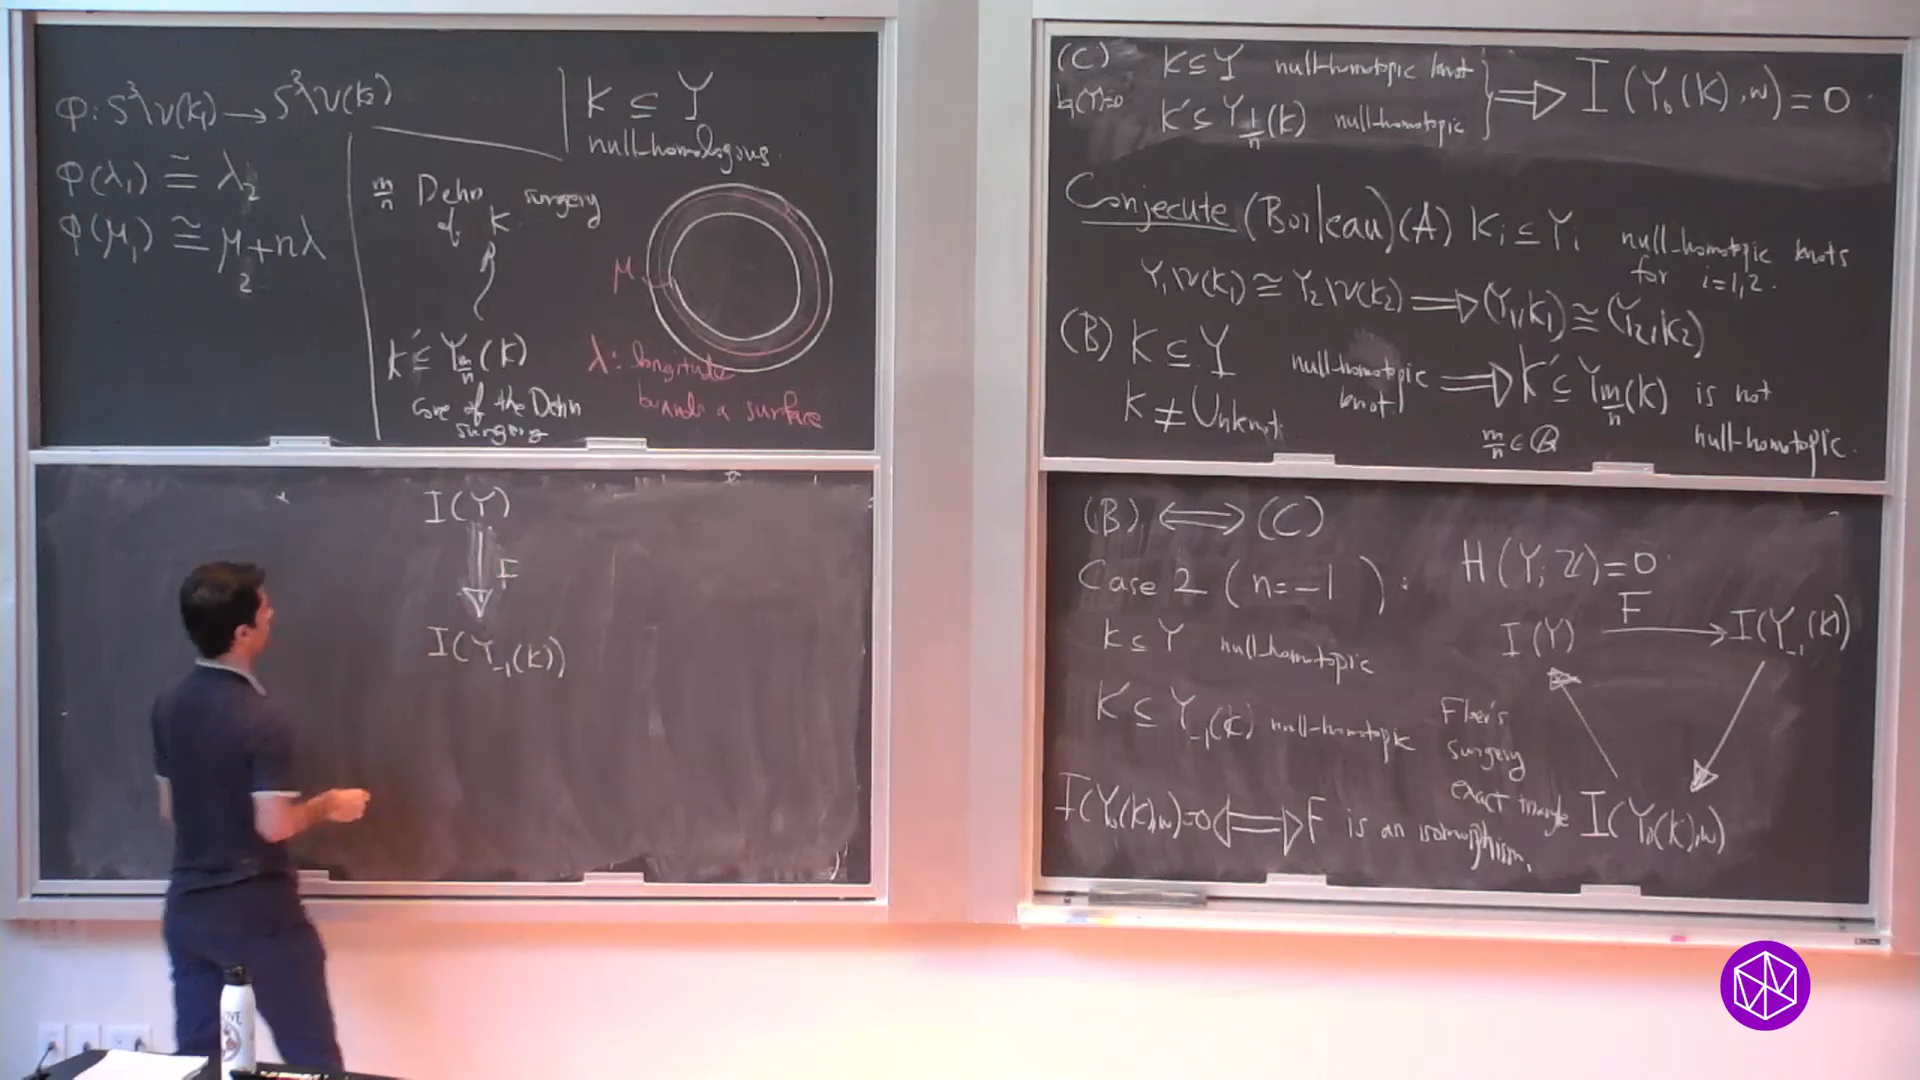 φ: S³\ν(K₁) → S³\ν(K₂)
φ(λ₁) ≅ λ₂
φ(μ₁) ≅ μ₂+nλ₂
K ⊆ Y
null-homologous.
m/n Dehn surgery
of K
K' ⊆ Y_{m/n}(K)
core of the Dehn
surgery
μ
λ: longitude
bounds a surface
I(Y)
F
I(Y₋₁(K))
(C) K ⊆ Y null-homotopic knot
b₁(Y)=0 K' ⊆ Y_{1/n}(K) null-homotopic
⟹ I(Y₀(K),w)=0.
Conjecute (Boileau) (A) Kᵢ ⊆ Yᵢ null-homotopic knots
for i=1,2.
Y₁\ν(K₁) ≅ Y₂\ν(K₂) ⟹ (Y₁,K₁) ≅ (Y₂,K₂)
(B) K ⊆ Y null-homotopic knot ⟹ K' ⊆ Y_{m/n}(K) is not
K ≠ Unknot m/n ∈ Q null-homotopic.
(B) ⟺ (C)
Case 2 (n=-1): H(Y; Z)=0.
K ⊆ Y null-homotopic
K' ⊆ Y₋₁(K) null-homotopic
I(Y) F → I(Y₋₁(K))
Floer's
surgery
exact triangle I(Y₀(K),w)
I(Y₀(K),w)=0 ⟺ F is an isomorphism.